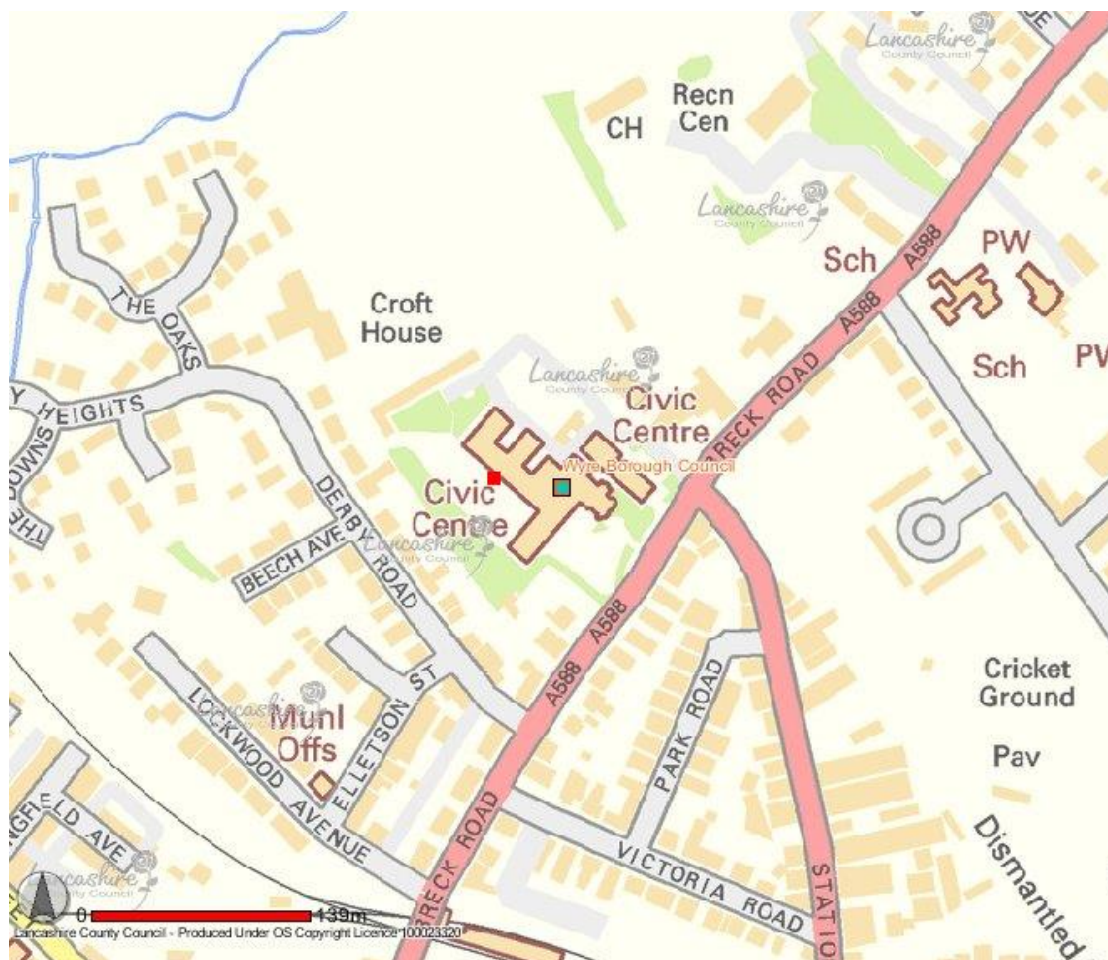 Lancashire
County Council
DE
Recn
Cen
CH
Lancashire
County Council
Sch
A588
PW
A588
THE OAKS
Croft
House
Sch
PW
Lancashire
County Council
Civic
Centre
BRECK ROAD
Y HEIGHTS
THE DOWNS
Wyre Borough Council
DERBY ROAD
Civic
Centre
Lancashire
County Council
BEECH AVE
A588
A588
ELLETSON ST
LOCKWOOD AVENUE
Lancashire
County Council
Munl
Offs
PARK ROAD
Cricket
Ground
Pav
BRECK ROAD
VICTORIA ROAD
STATIO
Dismantled
NGFIELD AVE
Lancashire
County Council
0 139m
Lancashire County Council - Produced Under OS Copyright Licence 100023320